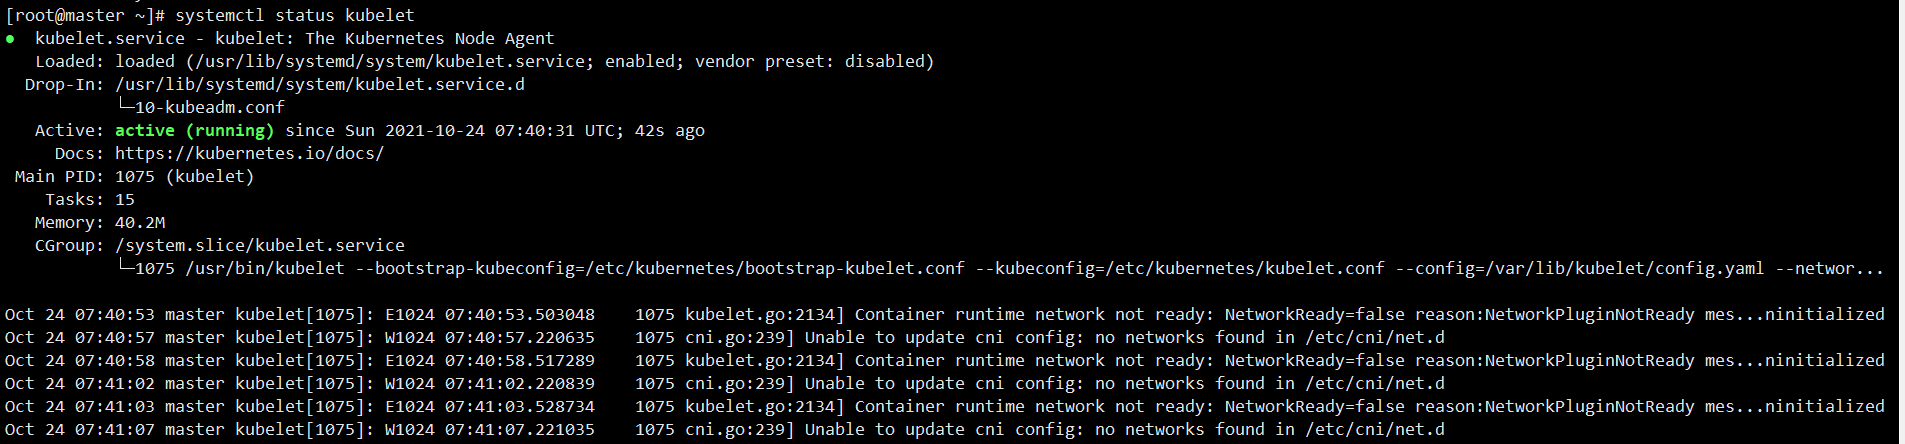 [root@master ~]# systemctl status kubelet
● kubelet.service - kubelet: The Kubernetes Node Agent
Loaded: loaded (/usr/lib/systemd/system/kubelet.service; enabled; vendor preset: disabled)
Drop-In: /usr/lib/systemd/system/kubelet.service.d
└─10-kubeadm.conf
Active: active (running) since Sun 2021-10-24 07:40:31 UTC; 42s ago
Docs: https://kubernetes.io/docs/
Main PID: 1075 (kubelet)
Tasks: 15
Memory: 40.2M
CGroup: /system.slice/kubelet.service
└─1075 /usr/bin/kubelet --bootstrap-kubeconfig=/etc/kubernetes/bootstrap-kubelet.conf --kubeconfig=/etc/kubernetes/kubelet.conf --config=/var/lib/kubelet/config.yaml --networ...
Oct 24 07:40:53 master kubelet[1075]: E1024 07:40:53.503048    1075 kubelet.go:2134] Container runtime network not ready: NetworkReady=false reason:NetworkPluginNotReady mes...ninitialized
Oct 24 07:40:57 master kubelet[1075]: W1024 07:40:57.220635    1075 cni.go:239] Unable to update cni config: no networks found in /etc/cni/net.d
Oct 24 07:40:58 master kubelet[1075]: E1024 07:40:58.517289    1075 kubelet.go:2134] Container runtime network not ready: NetworkReady=false reason:NetworkPluginNotReady mes...ninitialized
Oct 24 07:41:02 master kubelet[1075]: W1024 07:41:02.220839    1075 cni.go:239] Unable to update cni config: no networks found in /etc/cni/net.d
Oct 24 07:41:03 master kubelet[1075]: E1024 07:41:03.528734    1075 kubelet.go:2134] Container runtime network not ready: NetworkReady=false reason:NetworkPluginNotReady mes...ninitialized
Oct 24 07:41:07 master kubelet[1075]: W1024 07:41:07.221035    1075 cni.go:239] Unable to update cni config: no networks found in /etc/cni/net.d